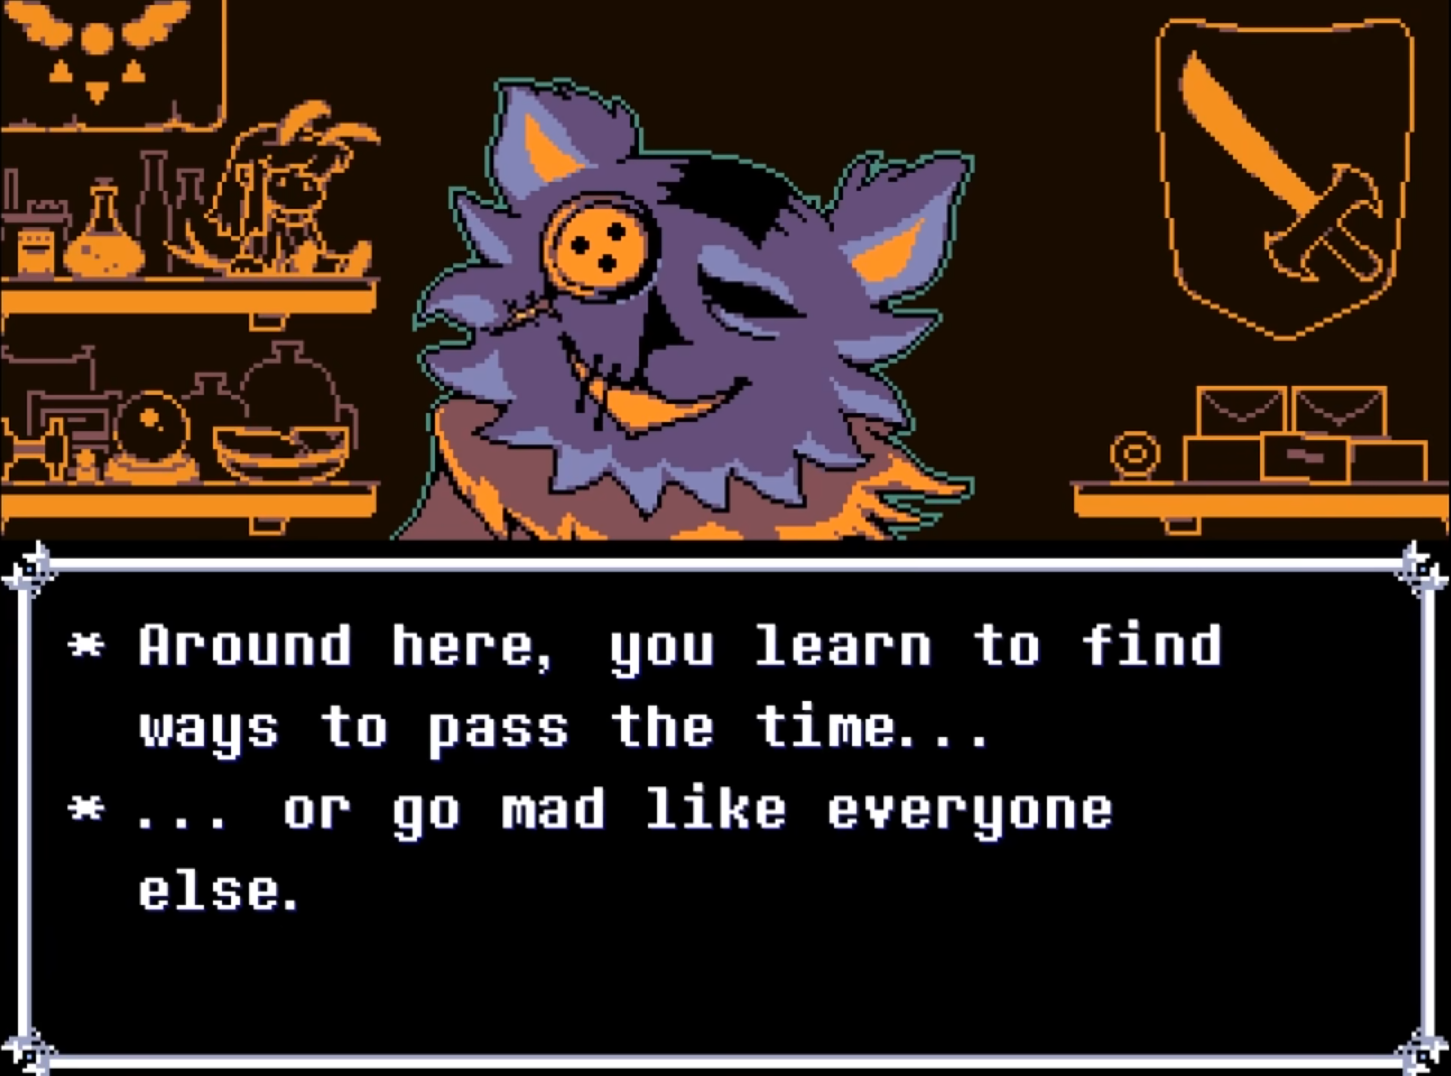 * Around here, you learn to find
ways to pass the time...
* ... or go mad like everyone
else.